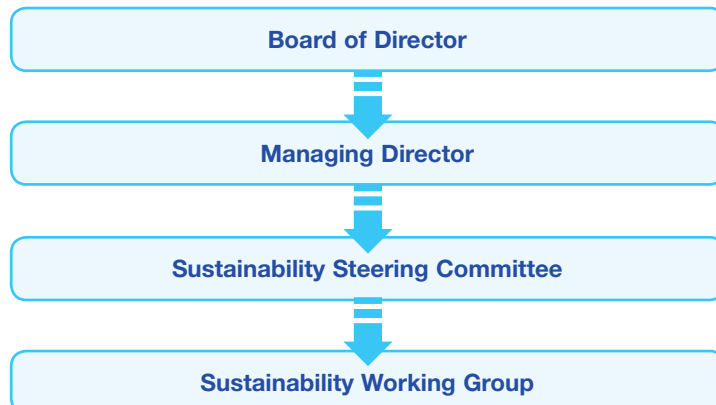 Board of Director
Managing Director
Sustainability Steering Committee
Sustainability Working Group